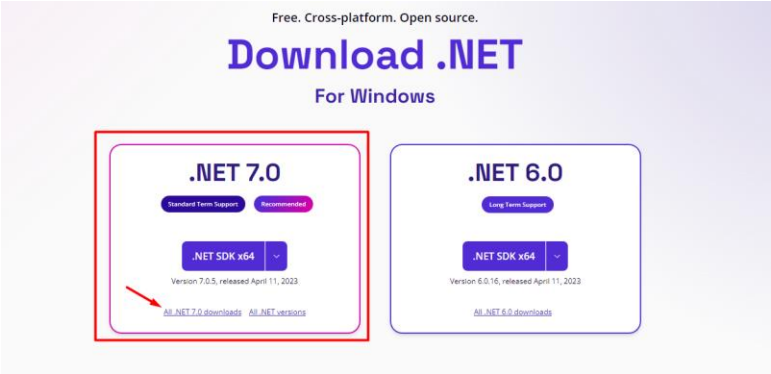 Free. Cross-platform. Open source.
Download .NET
For Windows
.NET 7.0
Standard Term Support Recommended
.NET SDK x64
Version 7.0.5, released April 11, 2023
All .NET 7.0 downloads All .NET versions
.NET 6.0
Long Term Support
.NET SDK x64
Version 6.0.16, released April 11, 2023
All .NET 6.0 downloads